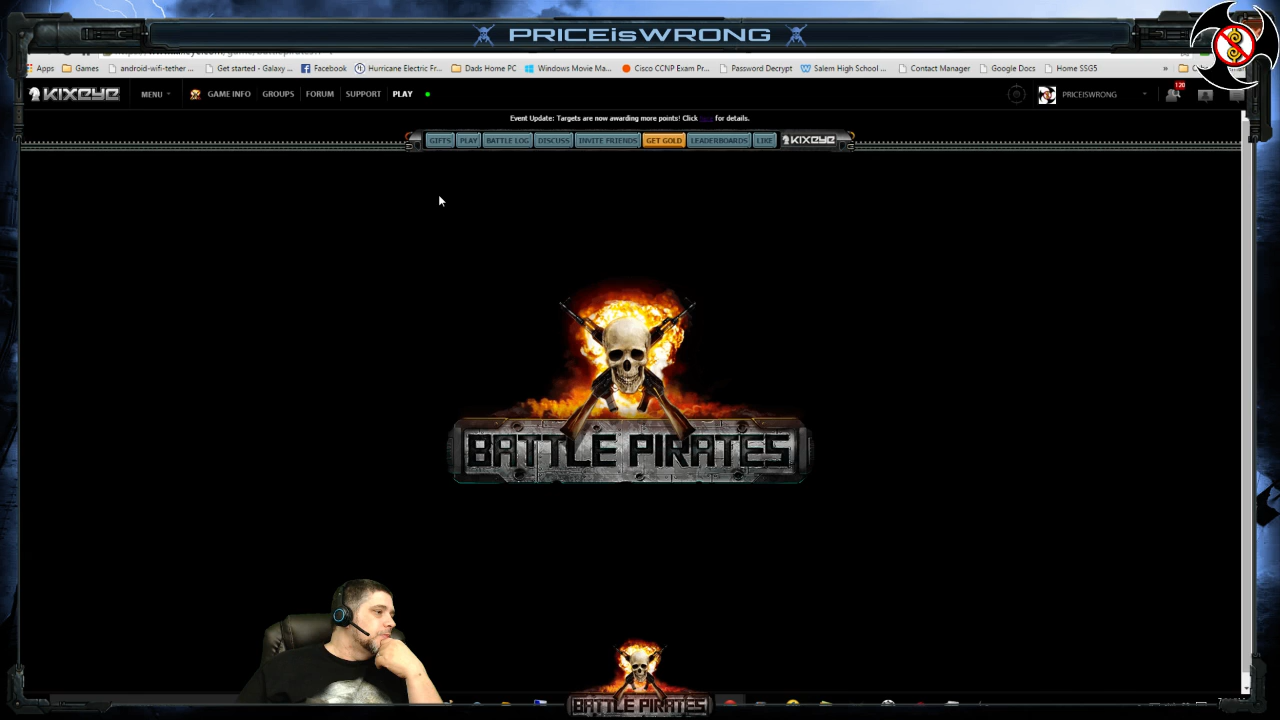 PRICEisWRONG
Apps Games android-wifi-tether ... Get started - Galaxy ... Facebook Hurricane Electric Fr... Dads Home PC Windows Movie Ma... Cisco CCNP Exam Pr... Password Decrypt Salem High School ... Contact Manager Google Docs Home SSG5 »
KIXEYE MENU GAME INFO GROUPS FORUM SUPPORT PLAY PRICEISWRONG 120
Event Update: Targets are now awarding more points! Click here for details.
GIFTS PLAY BATTLE LOG DISCUSS INVITE FRIENDS GET GOLD LEADERBOARDS LIKE KIXEYE
BATTLE PIRATES
BATTLE PIRATES